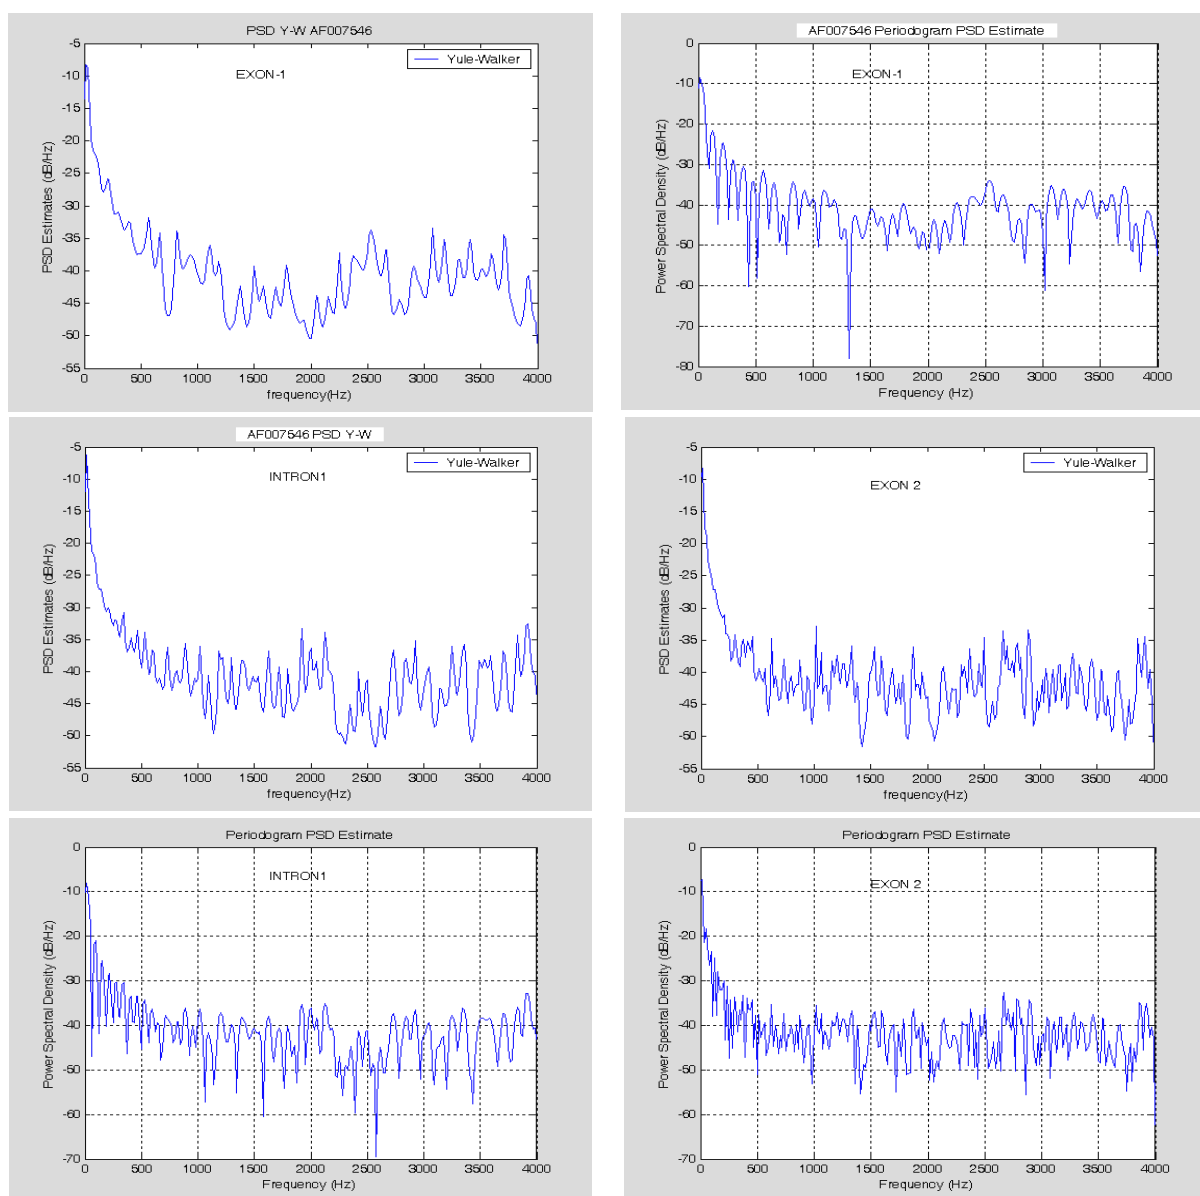 PSD Y-W AF007546
Yule-Walker
EXON-1
PSD Estimates (dB/Hz)
-5
-10
-15
-20
-25
-30
-35
-40
-45
-50
-55
0 500 1000 1500 2000 2500 3000 3500 4000
frequency(Hz)
AF007546 Periodogram PSD Estimate
EXON-1
Power Spectral Density (dB/Hz)
0
-10
-20
-30
-40
-50
-60
-70
-80
0 500 1000 1500 2000 2500 3000 3500 4000
Frequency (Hz)
AF007546 PSD Y-W
Yule-Walker
INTRON1
PSD Estimates (dB/Hz)
-5
-10
-15
-20
-25
-30
-35
-40
-45
-50
-55
0 500 1000 1500 2000 2500 3000 3500 4000
frequency(Hz)
Yule-Walker
EXON 2
PSD Estimates (dB/Hz)
-5
-10
-15
-20
-25
-30
-35
-40
-45
-50
-55
0 500 1000 1500 2000 2500 3000 3500 4000
frequency(Hz)
Periodogram PSD Estimate
INTRON1
Power Spectral Density (dB/Hz)
0
-10
-20
-30
-40
-50
-60
-70
0 500 1000 1500 2000 2500 3000 3500 4000
Frequency (Hz)
Periodogram PSD Estimate
EXON 2
Power Spectral Density (dB/Hz)
0
-10
-20
-30
-40
-50
-60
-70
0 500 1000 1500 2000 2500 3000 3500 4000
Frequency (Hz)